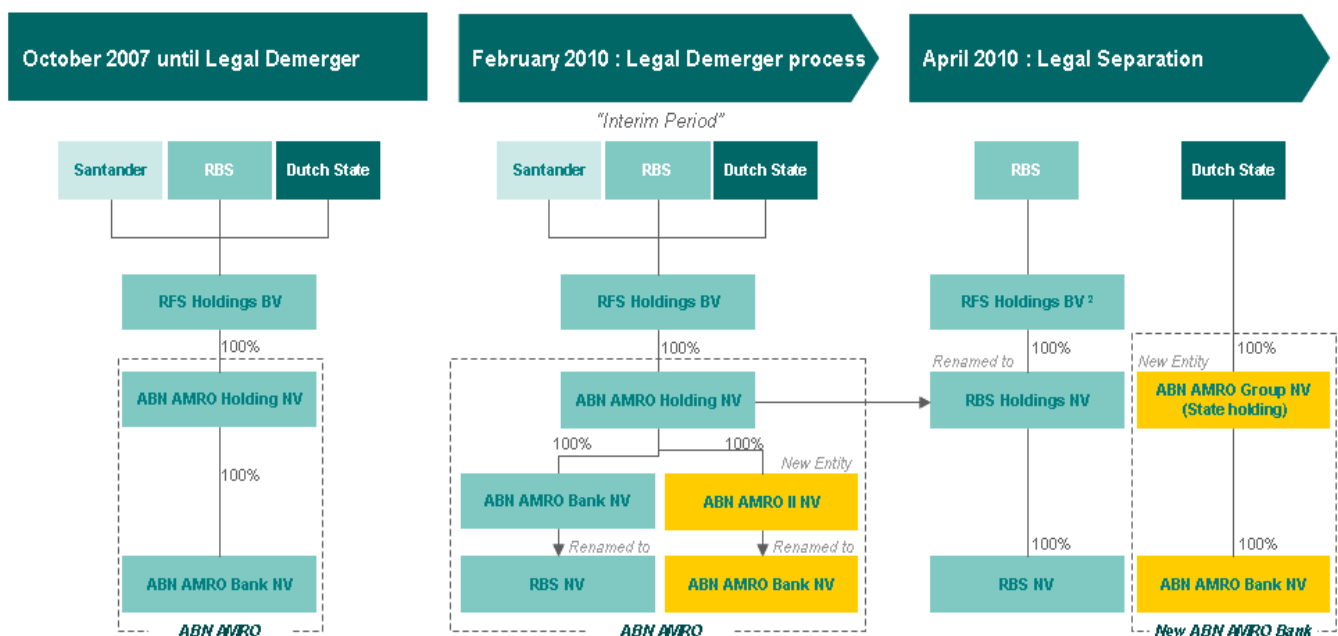 October 2007 until Legal Demerger
February 2010 : Legal Demerger process
April 2010 : Legal Separation
"Interim Period"
Santander
RBS
Dutch State
Santander
RBS
Dutch State
RBS
Dutch State
RFS Holdings BV
RFS Holdings BV
RFS Holdings BV 2
100%
100%
100%
100%
Renamed to
New Entity
ABN AMRO Holding NV
ABN AMRO Holding NV
RBS Holdings NV
ABN AMRO Group NV
(State holding)
100%
100%
100%
New Entity
ABN AMRO Bank NV
ABN AMRO II NV
Renamed to
Renamed to
100%
100%
ABN AMRO Bank NV
RBS NV
ABN AMRO Bank NV
RBS NV
ABN AMRO Bank NV
ABN AMRO
ABN AMRO
New ABN AMRO Bank